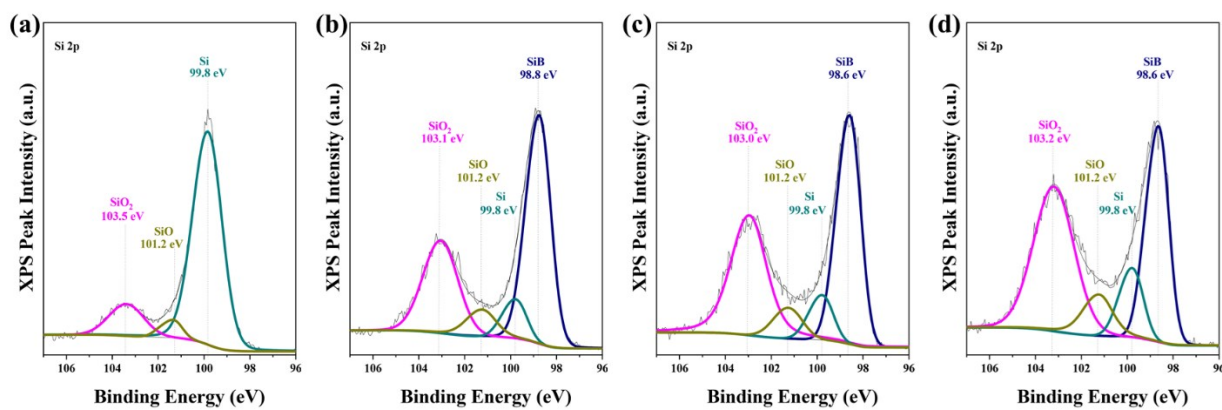 (a)
Si 2p
Si
99.8 eV
SiO₂
103.5 eV
SiO
101.2 eV
XPS Peak Intensity (a.u.)
106 104 102 100 98 96
Binding Energy (eV)
(b)
Si 2p
SiB
98.8 eV
SiO₂
103.1 eV
SiO
101.2 eV
Si
99.8 eV
XPS Peak Intensity (a.u.)
106 104 102 100 98 96
Binding Energy (eV)
(c)
Si 2p
SiB
98.6 eV
SiO₂
103.0 eV
SiO
101.2 eV
Si
99.8 eV
XPS Peak Intensity (a.u.)
106 104 102 100 98 96
Binding Energy (eV)
(d)
Si 2p
SiB
98.6 eV
SiO₂
103.2 eV
SiO
101.2 eV
Si
99.8 eV
XPS Peak Intensity (a.u.)
106 104 102 100 98 96
Binding Energy (eV)